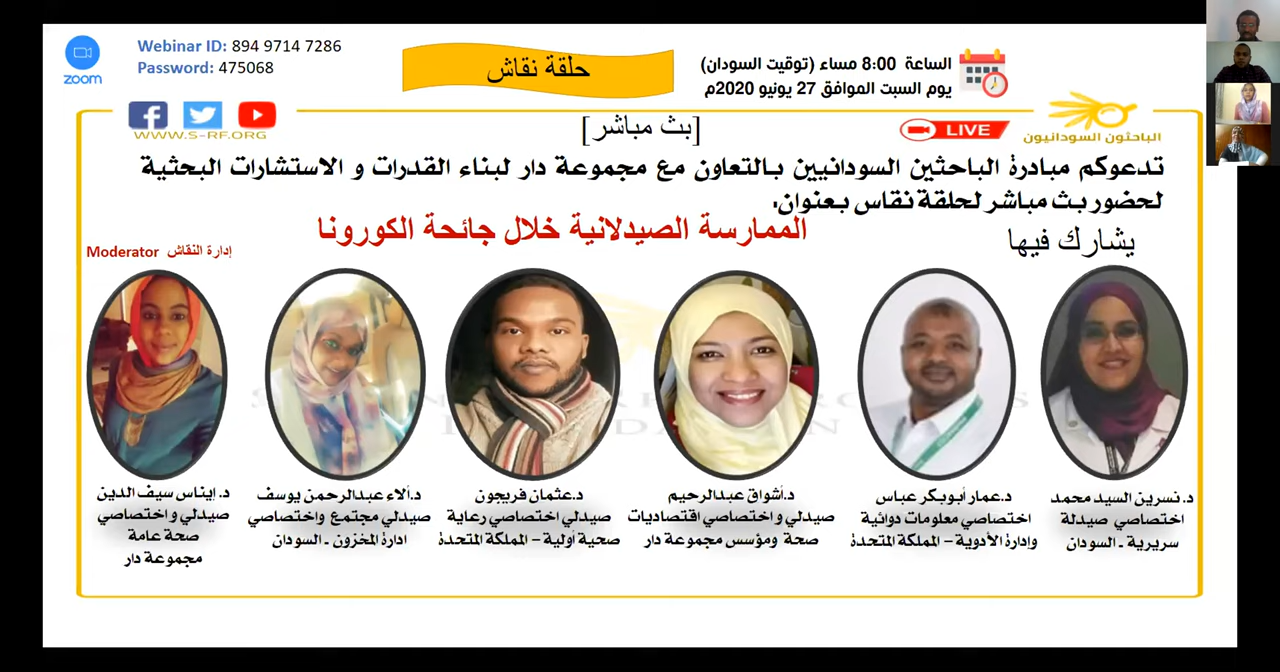 Webinar ID: 894 9714 7286
Password: 475068
zoom
حلقة نقاش
الساعة 8:00 مساء (توقيت السودان)
يوم السبت الموافق 27 يونيو 2020م
WWW.S-RF.ORG
[بث مباشر]
LIVE
الباحثون السودانيون
تدعوكم مبادرة الباحثين السودانيين بالتعاون مع مجموعة دار لبناء القدرات و الاستشارات البحثية
لحضور بث مباشر لحلقة نقاس بعنوان.
الممارسة الصيدلانية خلال جائحة الكورونا
يشارك فيها
Moderator إدارة النقاش
د. نسرين السيد محمد
اختصاصي صيدلة
سريرية - السودان
د.عمار أبوبكر عباس
اختصاصي معلومات دوائية
وإدارة الأدوية - المملكة المتحدة
د.أشواق عبدالرحيم
صيدلي و اختصاصي اقتصاديات
صحة ومؤسس مجموعة دار
د.عثمان فريجون
صيدلي اختصاصي رعاية
صحية أولية - المملكة المتحدة
د.ألاء عبدالرحمن يوسف
صيدلي مجتمع واختصاصي
ادارة المخزون - السودان
د. إيناس سيف الدين
صيدلي و اختصاصي
صحة عامة
مجموعة دار